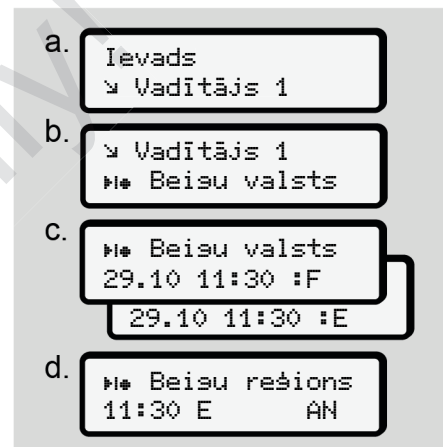 a.
Ievads
↘ Vadītājs 1
b.
↘ Vadītājs 1
⏵I● Beigu valsts
c.
⏵I● Beigu valsts
29.10 11:30 :F
29.10 11:30 :E
d.
⏵I● Beigu reģions
11:30 E AN